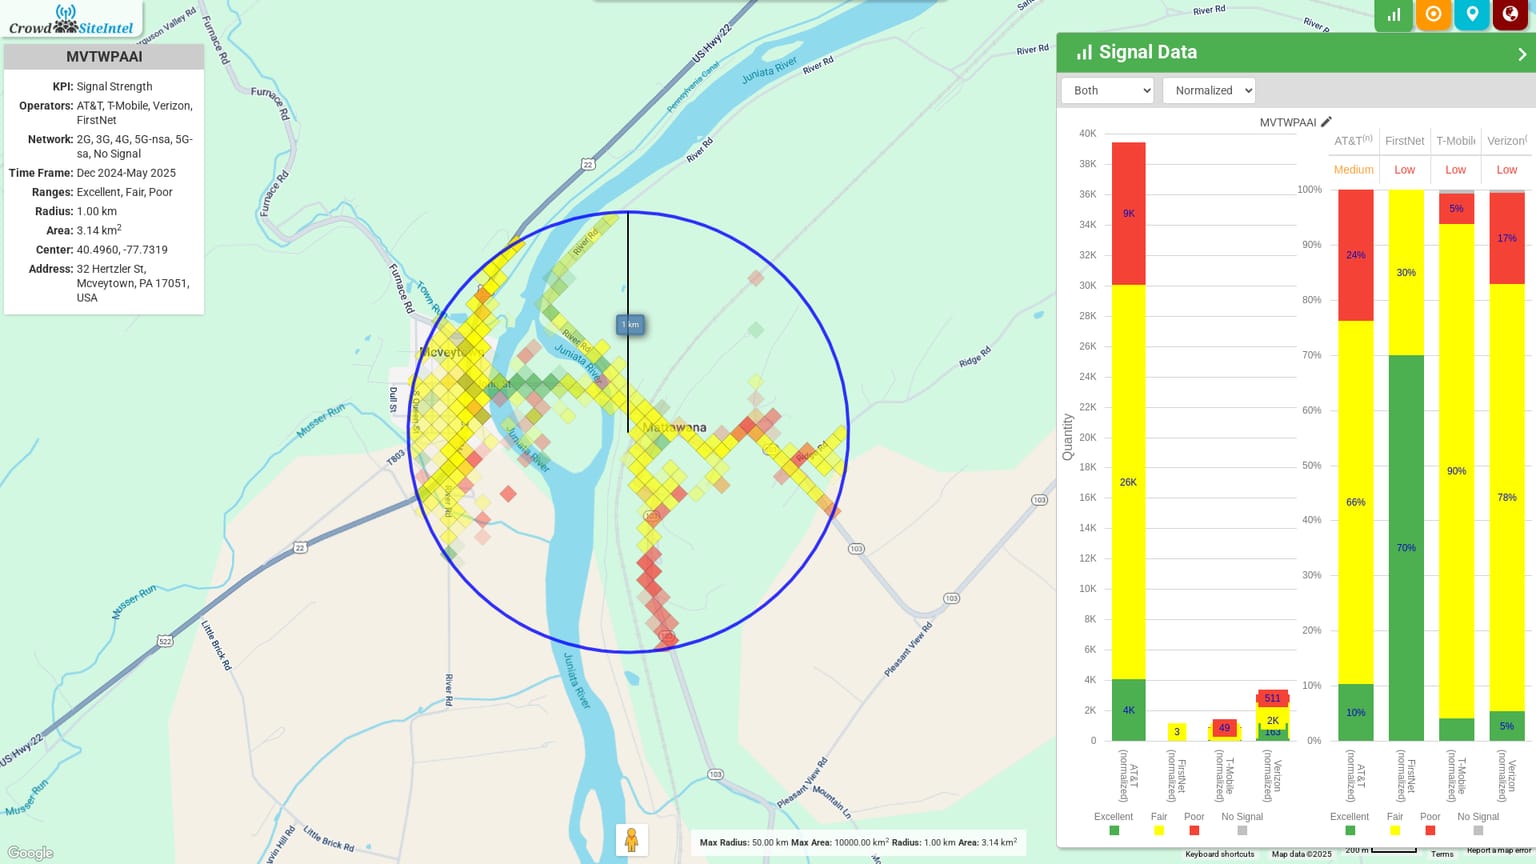 Crowd SiteIntel
MVTWPAAI
KPI: Signal Strength
Operators: AT&T, T-Mobile, Verizon,
FirstNet
Network: 2G, 3G, 4G, 5G-nsa, 5G-
sa, No Signal
Time Frame: Dec 2024-May 2025
Ranges: Excellent, Fair, Poor
Radius: 1.00 km
Area: 3.14 km2
Center: 40.4960, -77.7319
Address: 32 Hertzler St,
Mcveytown, PA 17051,
USA
Furnace Rd
Furnace Rd
Furnace Rd
Furnace Rd
US Hwy 22
Pennsylvania Canal
Juniata River
River Rd
River Rd
River Rd
River Rd
22
Town Run
River Rd
1 km
River Rd
Juniata River
Mcveytown
Dull St
Mattawana
Ridge Rd
Musser Run
T803
Juniata River
River Rd
103
103
22
103
103
Musser Run
522
Little Brick Rd
Pleasant View Rd
Juniata River
River Rd
US Hwy 22
103
Musser Run
Pleasant View Rd
Mountain Ln
Little Brick Rd
Google
Max Radius: 50.00 km Max Area: 10000.00 km2 Radius: 1.00 km Area: 3.14 km2
Signal Data
Both
Normalized
MVTWPAAI
Quantity
40K
38K
36K
34K
32K
30K
28K
26K
24K
22K
20K
18K
16K
14K
12K
10K
8K
6K
4K
2K
0
9K
26K
4K
3
49
511
2K
163
AT&T (normalized)
FirstNet (normalized)
T-Mobile (normalized)
Verizon (normalized)
Excellent Fair Poor No Signal
AT&T(n) FirstNet T-Mobile Verizon(
Medium Low Low Low
100%
90%
80%
70%
60%
50%
40%
30%
20%
10%
0%
24%
66%
10%
30%
70%
5%
90%
17%
78%
5%
AT&T (normalized)
FirstNet (normalized)
T-Mobile (normalized)
Verizon (normalized)
Excellent Fair Poor No Signal
Keyboard shortcuts Map data ©2025 200 m Terms Report a map error